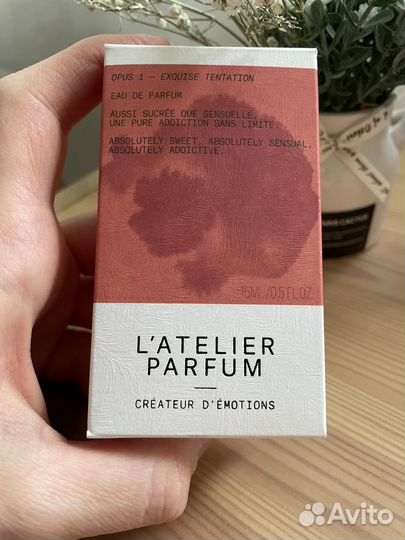 OPUS 1 — EXQUISE TENTATION
EAU DE PARFUM
AUSSI SUCRÉE QUE SENSUELLE,
UNE PURE ADDICTION SANS LIMITE.
ABSOLUTELY SWEET, ABSOLUTELY SENSUAL,
ABSOLUTELY ADDICTIVE.
15ML/0.5 FL.OZ
L'ATELIER
PARFUM
CRÉATEUR D'ÉMOTIONS
CACTUS
Avito